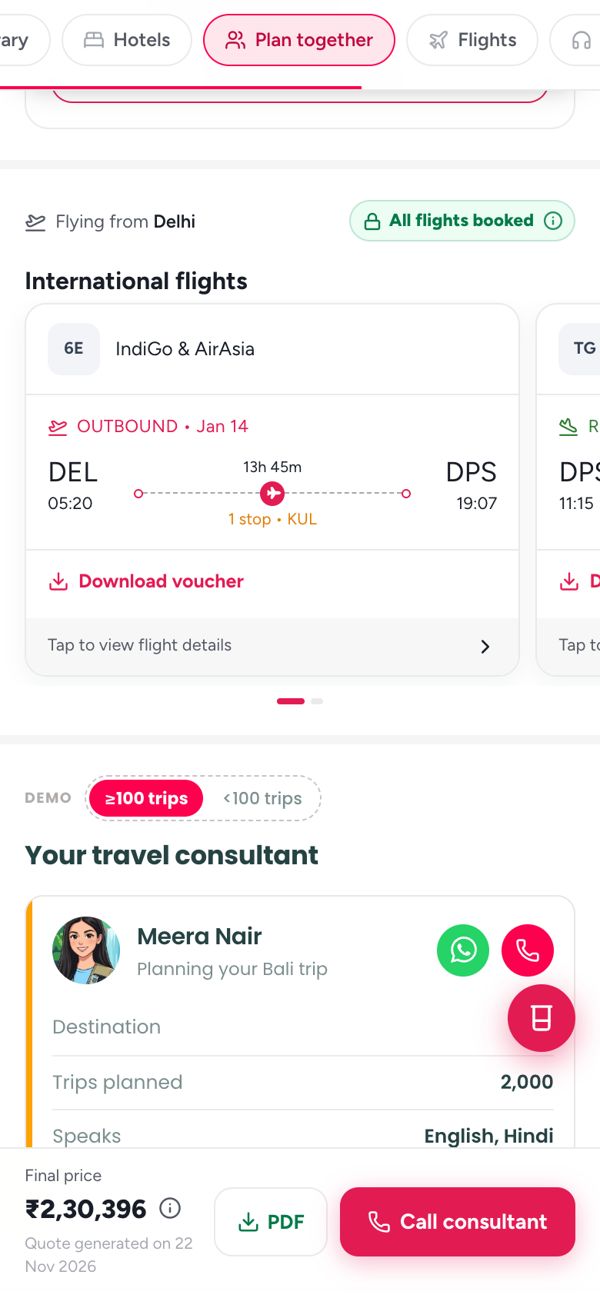 ary
Hotels
Plan together
Flights
Flying from Delhi
All flights booked
International flights
6E
IndiGo & AirAsia
TG
OUTBOUND • Jan 14
R
DEL
13h 45m
DPS
DPS
05:20
19:07
11:15
1 stop • KUL
Download voucher
D
Tap to view flight details
Tap to
DEMO
≥100 trips
<100 trips
Your travel consultant
Meera Nair
Planning your Bali trip
Destination
Trips planned
2,000
Speaks
English, Hindi
Final price
₹2,30,396
Quote generated on 22
Nov 2026
PDF
Call consultant